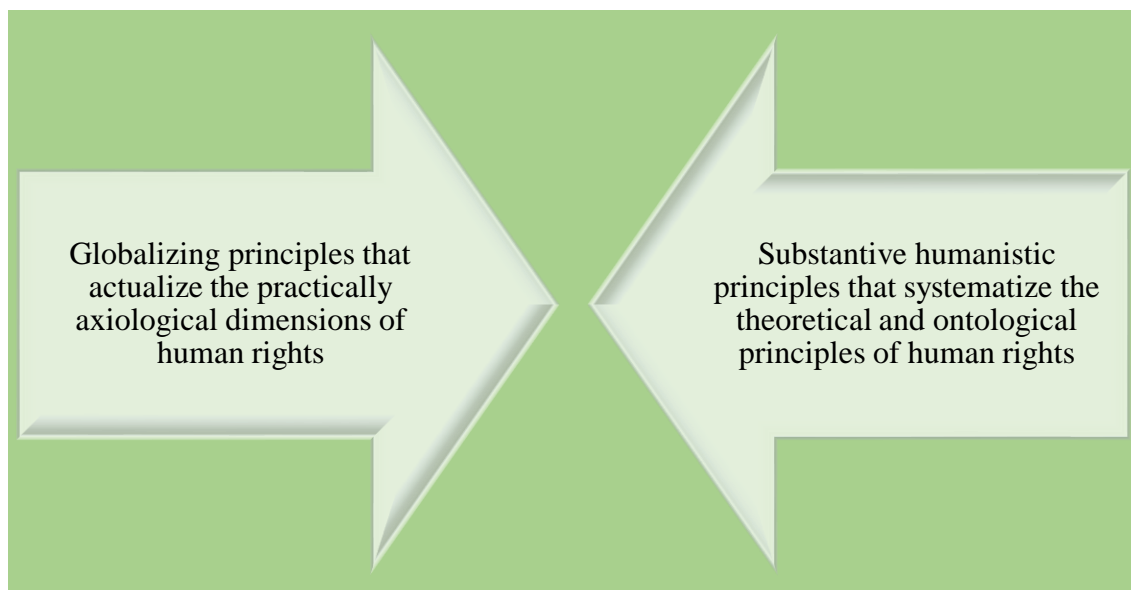 Globalizing principles that
actualize the practically
axiological dimensions of
human rights
Substantive humanistic
principles that systematize the
theoretical and ontological
principles of human rights